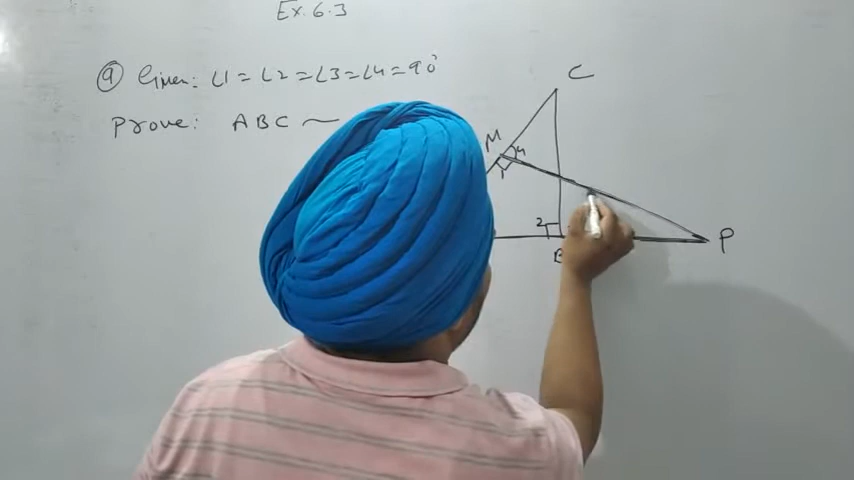 Ex. 6.3
9 Given: ∠1 = ∠2 = ∠3 = ∠4 = 90°
Prove: ABC ~
C
M
4
1
2
B
P